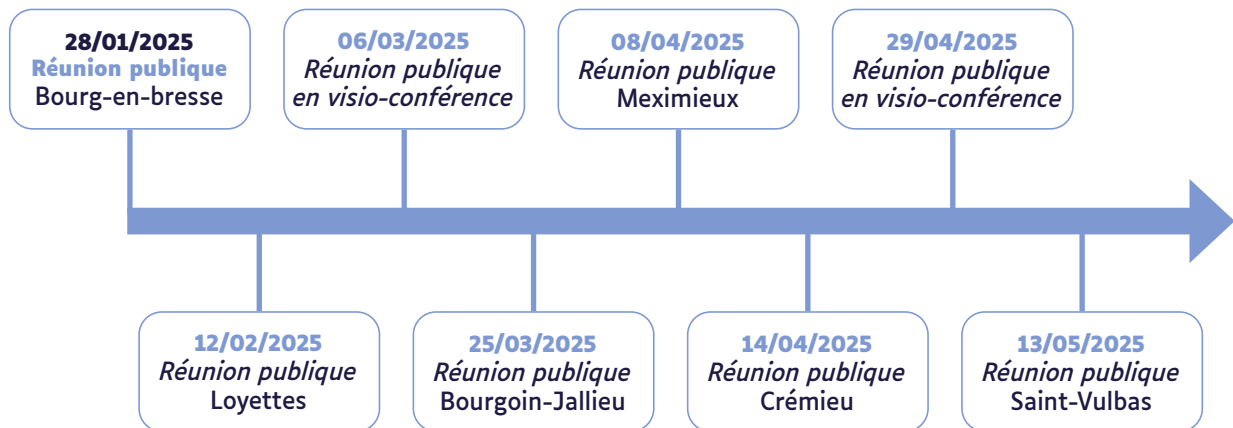 28/01/2025
Réunion publique
Bourg-en-bresse
06/03/2025
Réunion publique
en visio-conférence
08/04/2025
Réunion publique
Meximieux
29/04/2025
Réunion publique
en visio-conférence
12/02/2025
Réunion publique
Loyettes
25/03/2025
Réunion publique
Bourgoin-Jallieu
14/04/2025
Réunion publique
Crémieu
13/05/2025
Réunion publique
Saint-Vulbas